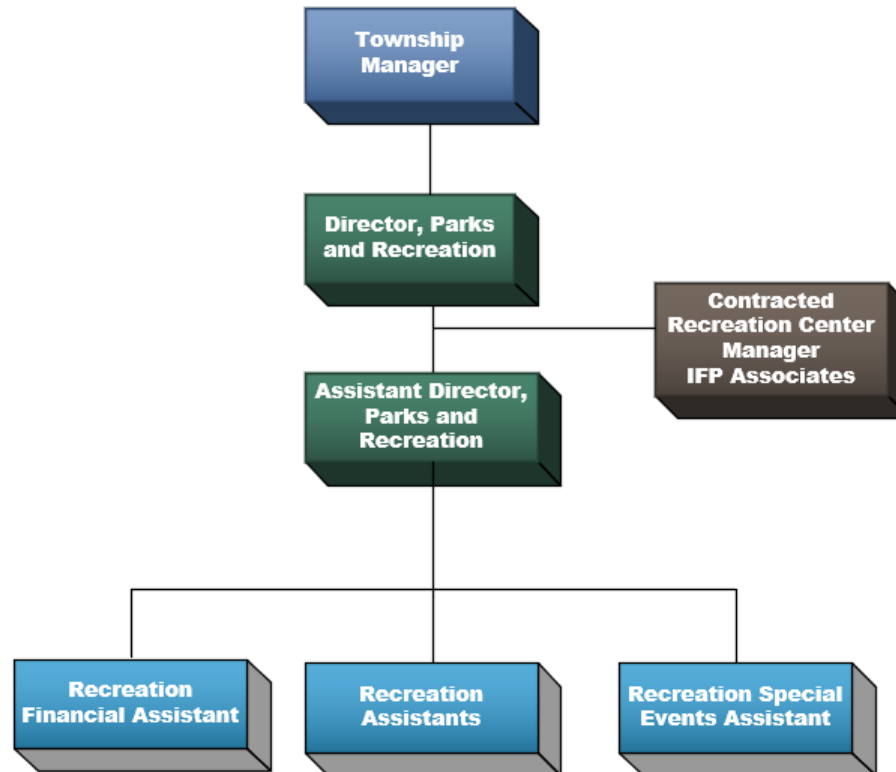 Township
Manager
Director, Parks
and Recreation
Contracted
Recreation Center
Manager
IFP Associates
Assistant Director,
Parks and
Recreation
Recreation
Financial Assistant
Recreation
Assistants
Recreation Special
Events Assistant